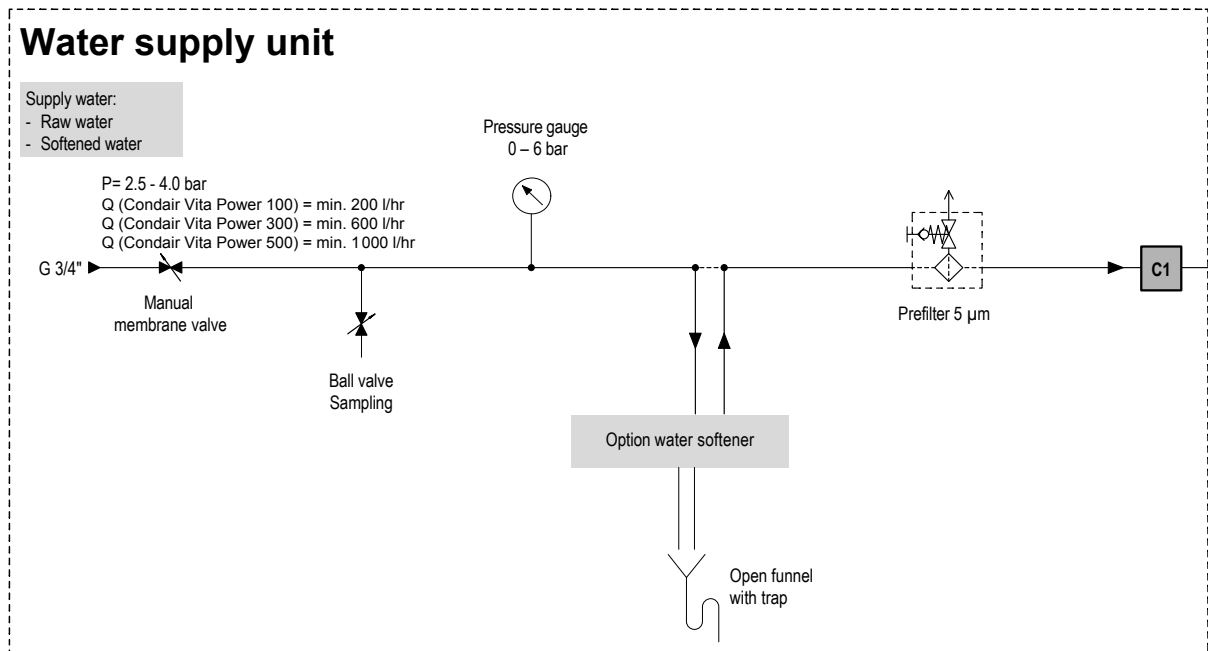 Water supply unit
Supply water:
- Raw water
- Softened water
P= 2.5 - 4.0 bar
Q (Condair Vita Power 100) = min. 200 l/hr
Q (Condair Vita Power 300) = min. 600 l/hr
Q (Condair Vita Power 500) = min. 1000 l/hr
Pressure gauge
0 – 6 bar
G 3/4"
C1
Manual
membrane valve
Prefilter 5 µm
Ball valve
Sampling
Option water softener
Open funnel
with trap